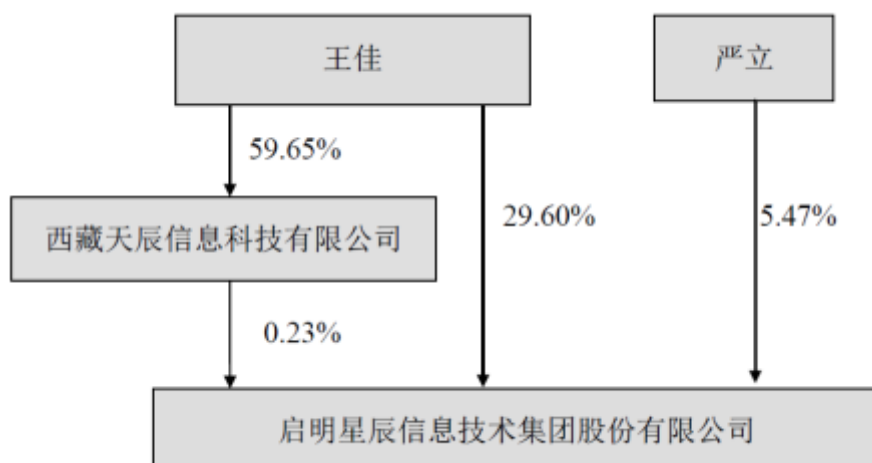 王佳
严立
59.65%
西藏天辰信息科技有限公司
29.60%
5.47%
0.23%
启明星辰信息技术集团股份有限公司